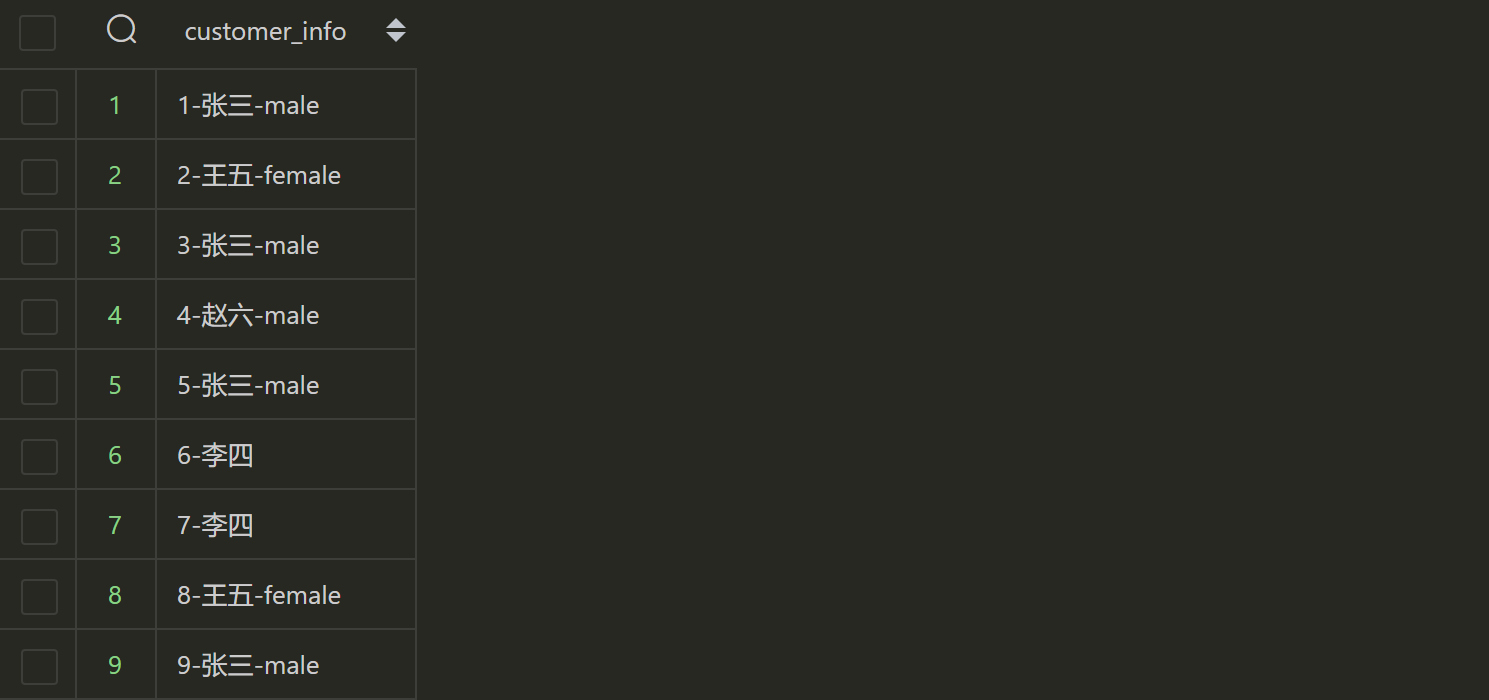 customer_info
1 1-张三-male
2 2-王五-female
3 3-张三-male
4 4-赵六-male
5 5-张三-male
6 6-李四
7 7-李四
8 8-王五-female
9 9-张三-male